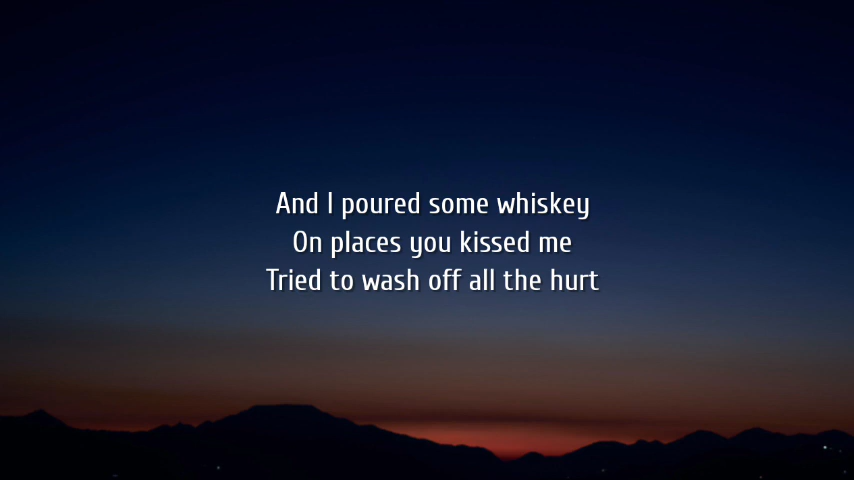 And I poured some whiskey
On places you kissed me
Tried to wash off all the hurt